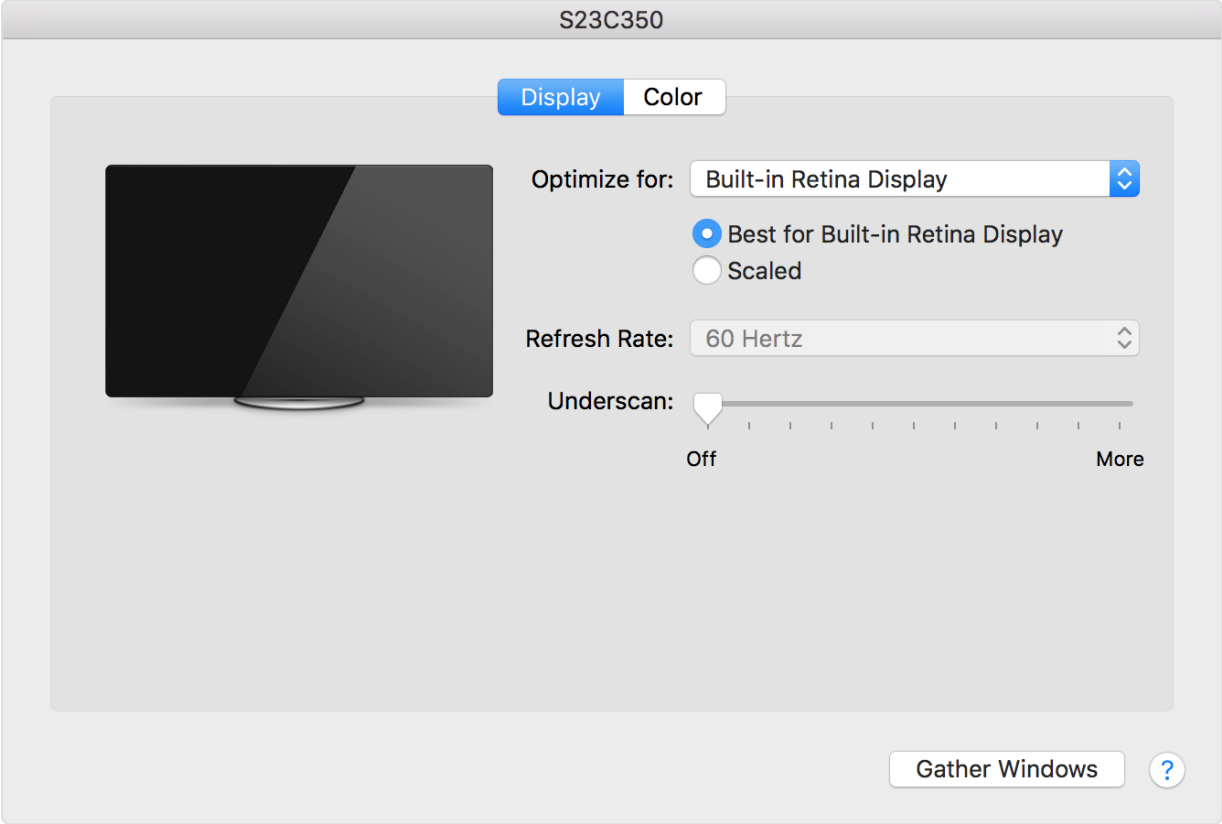 S23C350
Display Color
Optimize for: Built-in Retina Display
Best for Built-in Retina Display
Scaled
Refresh Rate: 60 Hertz
Underscan:
Off More
Gather Windows ?